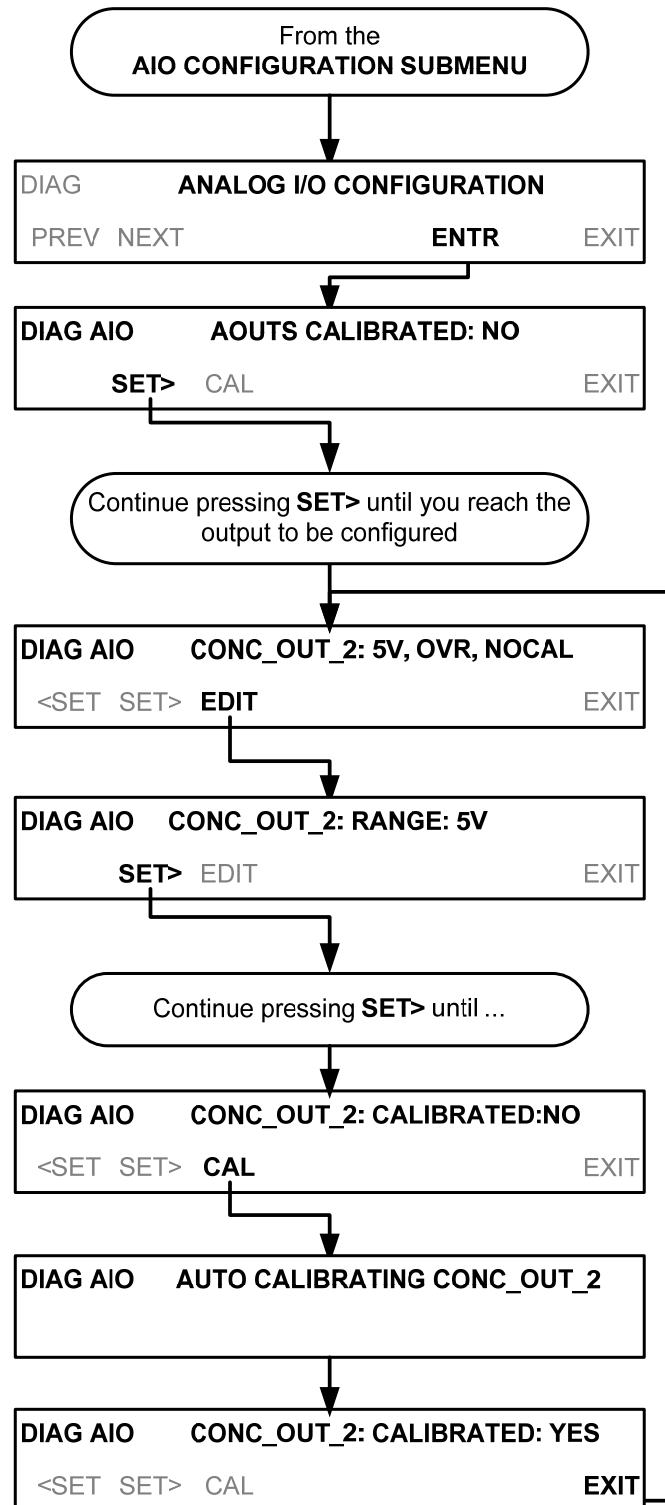 From the
AIO CONFIGURATION SUBMENU
DIAG ANALOG I/O CONFIGURATION
PREV NEXT ENTR EXIT
DIAG AIO AOUTS CALIBRATED: NO
SET> CAL EXIT
Continue pressing SET> until you reach the
output to be configured
DIAG AIO CONC_OUT_2: 5V, OVR, NOCAL
<SET SET> EDIT EXIT
DIAG AIO CONC_OUT_2: RANGE: 5V
SET> EDIT EXIT
Continue pressing SET> until ...
DIAG AIO CONC_OUT_2: CALIBRATED:NO
<SET SET> CAL EXIT
DIAG AIO AUTO CALIBRATING CONC_OUT_2
DIAG AIO CONC_OUT_2: CALIBRATED: YES
<SET SET> CAL EXIT